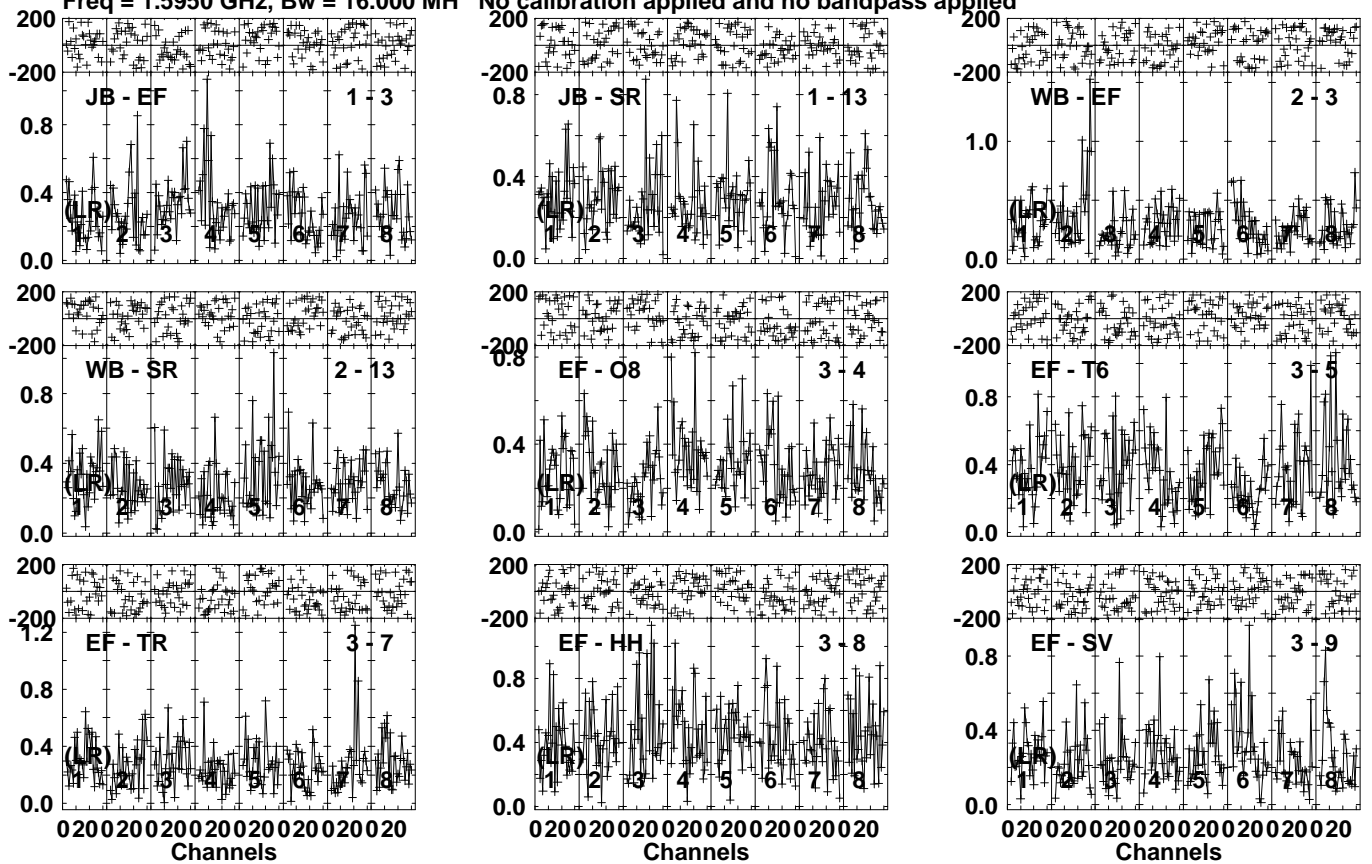 Freq = 1.5950 GHz, Bw = 16.000 MH No calibration applied and no bandpass applied
200 200 200
-200 -200 -200
JB - EF 1 - 3 JB - SR 1 - 13 WB - EF 2 - 3
0.8 0.8 1.0
0.4 0.4
(LR) (LR) (LR)
1 2 3 4 5 6 7 8 1 2 3 4 5 6 7 8 1 2 3 4 5 6 7 8
0.0 0.0 0.0
200 200 200
-200 -200 -200
0.8
WB - SR 2 - 13 EF - O8 3 - 4 EF - T6 3 - 5
0.8 0.8
0.4 0.4 0.4
(LR) (LR) (LR)
1 2 3 4 5 6 7 8 1 2 3 4 5 6 7 8 1 2 3 4 5 6 7 8
0.0 0.0 0.0
200 200 200
-200 -200 -200
1.2
EF - TR 3 - 7 EF - HH 3 - 8 EF - SV 3 - 9
0.8 0.8 0.8
0.4 0.4 0.4
(LR) (LR) (LR)
1 2 3 4 5 6 7 8 1 2 3 4 5 6 7 8 1 2 3 4 5 6 7 8
0.0 0.0 0.0
0 20 0 20 0 20 0 20 0 20 0 20 0 20 0 20 0 20 0 20 0 20 0 20 0 20 0 20 0 20 0 20 0 20 0 20 0 20 0 20 0 20 0 20 0 20 0 20
Channels Channels Channels